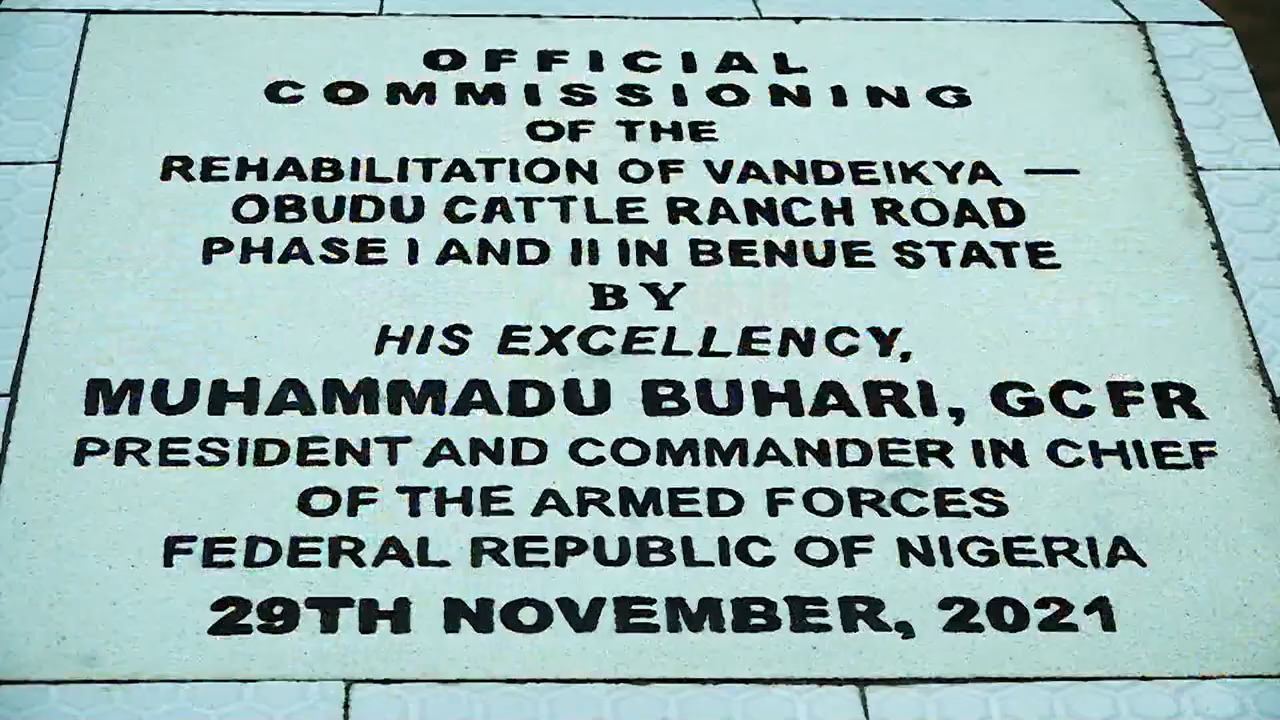 OFFICIAL
COMMISSIONING
OF THE
REHABILITATION OF VANDEIKYA —
OBUDU CATTLE RANCH ROAD
PHASE I AND II IN BENUE STATE
BY
HIS EXCELLENCY,
MUHAMMADU BUHARI, GCFR
PRESIDENT AND COMMANDER IN CHIEF
OF THE ARMED FORCES
FEDERAL REPUBLIC OF NIGERIA
29TH NOVEMBER, 2021